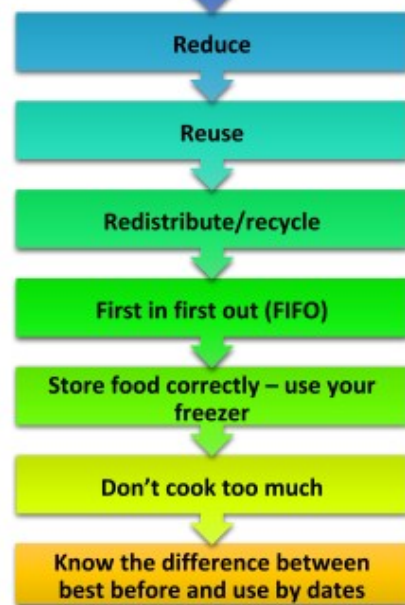 Reduce
Reuse
Redistribute/recycle
First in first out (FIFO)
Store food correctly – use your
freezer
Don’t cook too much
Know the difference between
best before and use by dates